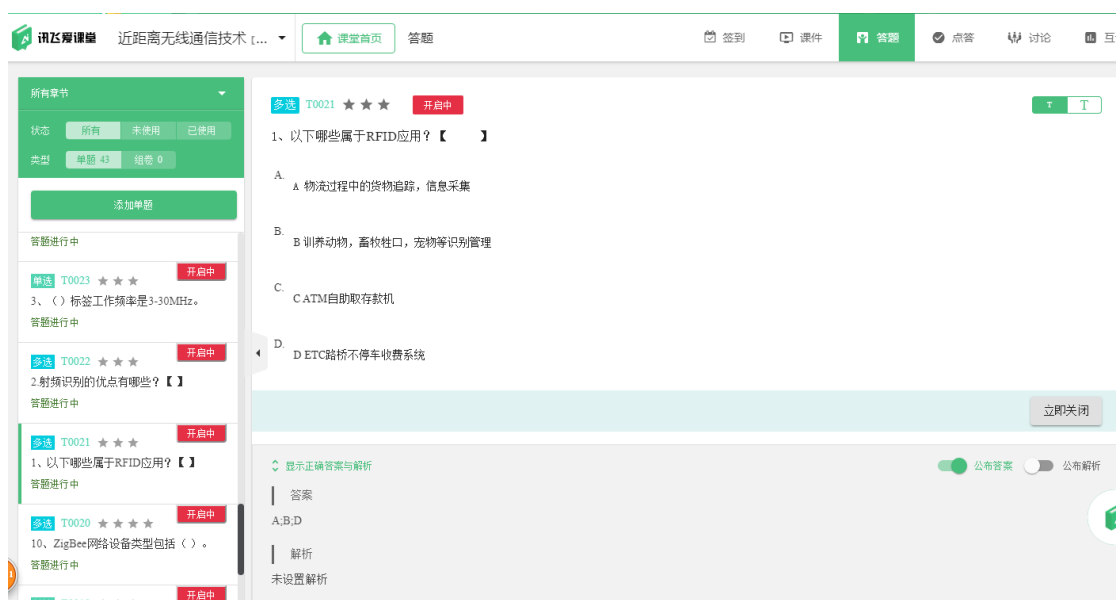 讯飞爱课堂
近距离无线通信技术 [...
课堂首页
答题
签到
课件
答题
点答
讨论
互
所有章节
状态 所有 未使用 已使用
类型 单题 43 组卷 0
添加单题
答题进行中
单选 T0023 开启中
3、（ ）标签工作频率是3-30MHz。
答题进行中
多选 T0022 开启中
2.射频识别的优点有哪些？【 】
答题进行中
多选 T0021 开启中
1、以下哪些属于RFID应用？【 】
答题进行中
多选 T0020 开启中
10、ZigBee网络设备类型包括（ ）。
答题进行中
开启中
多选 T0021 开启中
T T
1、以下哪些属于RFID应用？【 】
A.
A 物流过程中的货物追踪，信息采集
B.
B 训养动物，畜牧牲口，宠物等识别管理
C.
C ATM自助取存款机
D.
D ETC路桥不停车收费系统
立即关闭
显示正确答案与解析
公布答案 公布解析
答案
A;B;D
解析
未设置解析